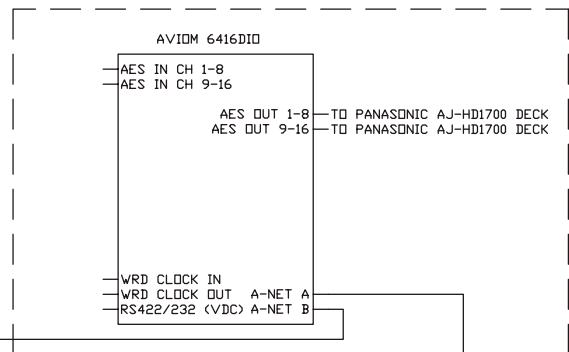 AVIOM 6416DIO
AES IN CH 1-8
AES IN CH 9-16
AES OUT 1-8 TO PANASONIC AJ-HD1700 DECK
AES OUT 9-16 TO PANASONIC AJ-HD1700 DECK
WRD CLOCK IN
WRD CLOCK OUT A-NET A
RS422/232 (VDC) A-NET B